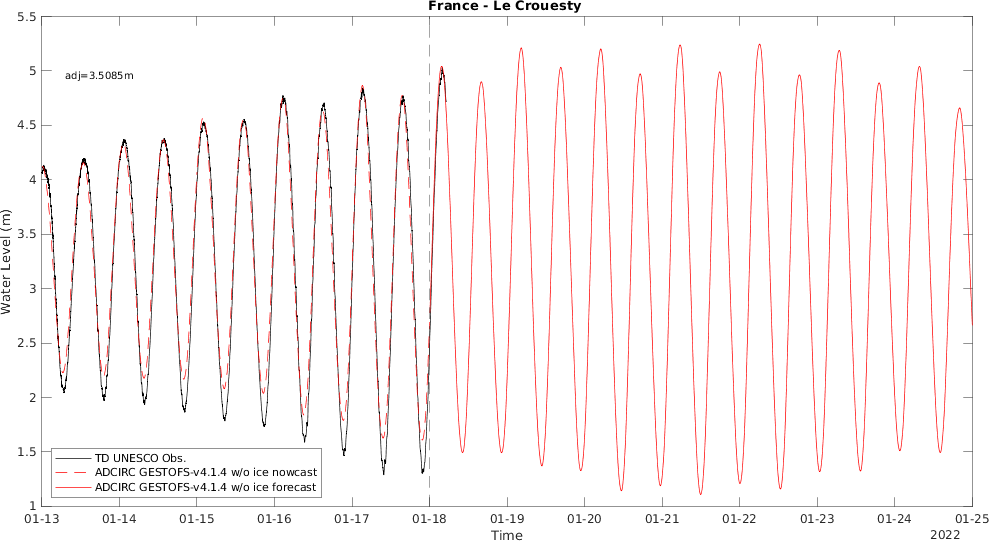 France - Le Crouesty
adj=3.5085m
Water Level (m)
5.5
5
4.5
4
3.5
3
2.5
2
1.5
1
TD UNESCO Obs.
ADCIRC GESTOFS-v4.1.4 w/o ice nowcast
ADCIRC GESTOFS-v4.1.4 w/o ice forecast
01-13 01-14 01-15 01-16 01-17 01-18 01-19 01-20 01-21 01-22 01-23 01-24 01-25
Time
2022